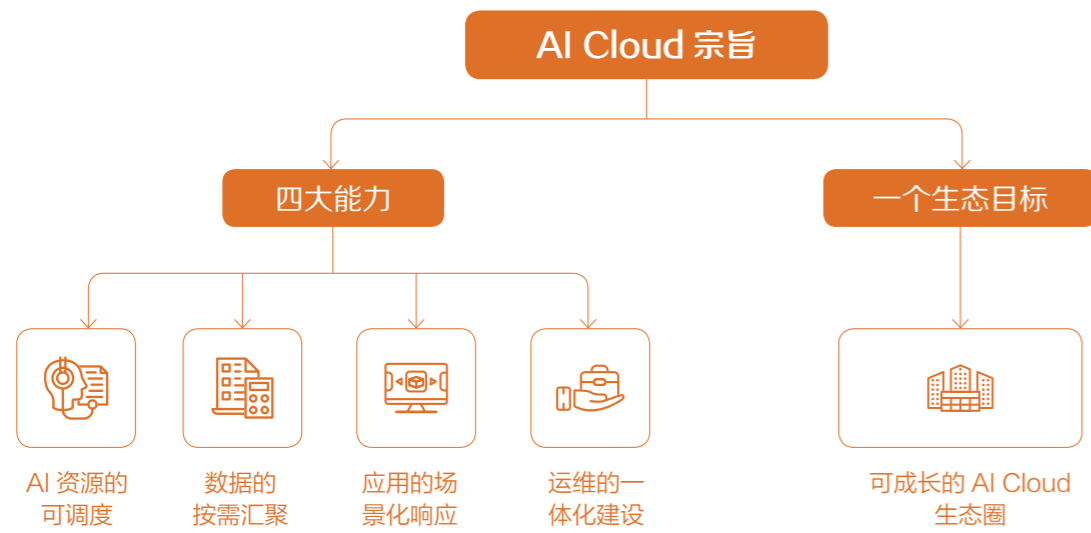 AI Cloud 宗旨
四大能力
一个生态目标
AI 资源的
可调度
数据的
按需汇聚
应用的场
景化响应
运维的一
体化建设
可成长的 AI Cloud
生态圈